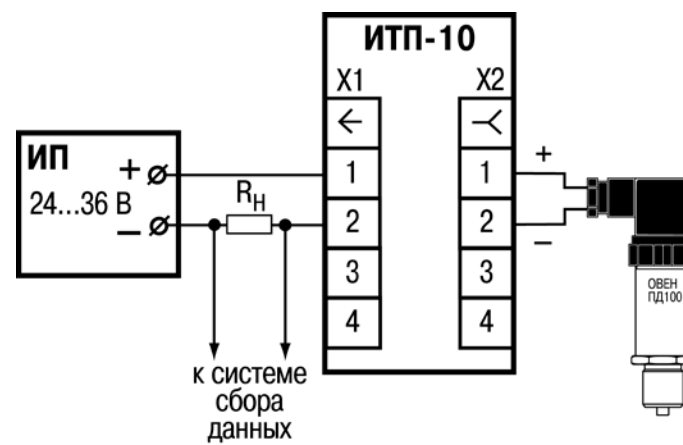 ИТП-10
X1
X2
ИП
24...36 В
+
−
R_H
1
2
3
4
1
2
3
4
+
−
ОВЕН
ПД100
к системе
сбора
данных